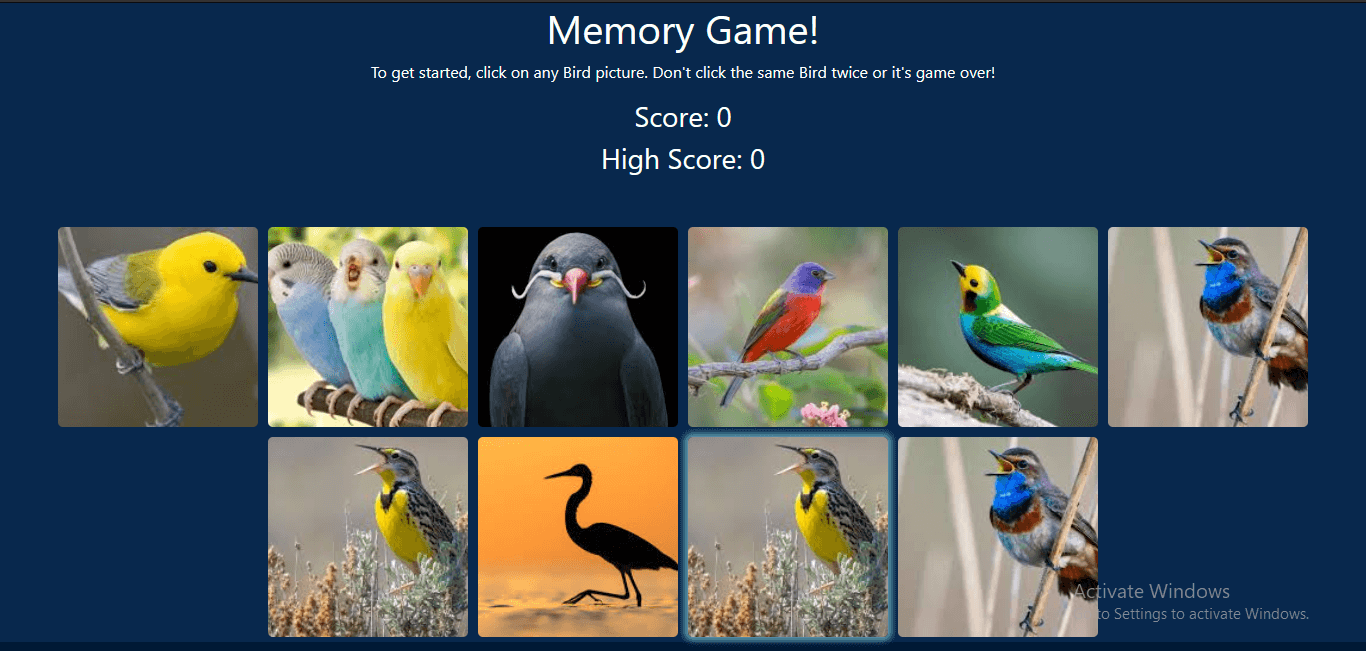 Memory Game!
To get started, click on any Bird picture. Don't click the same Bird twice or it's game over!
Score: 0
High Score: 0
Activate Windows
to Settings to activate Windows.